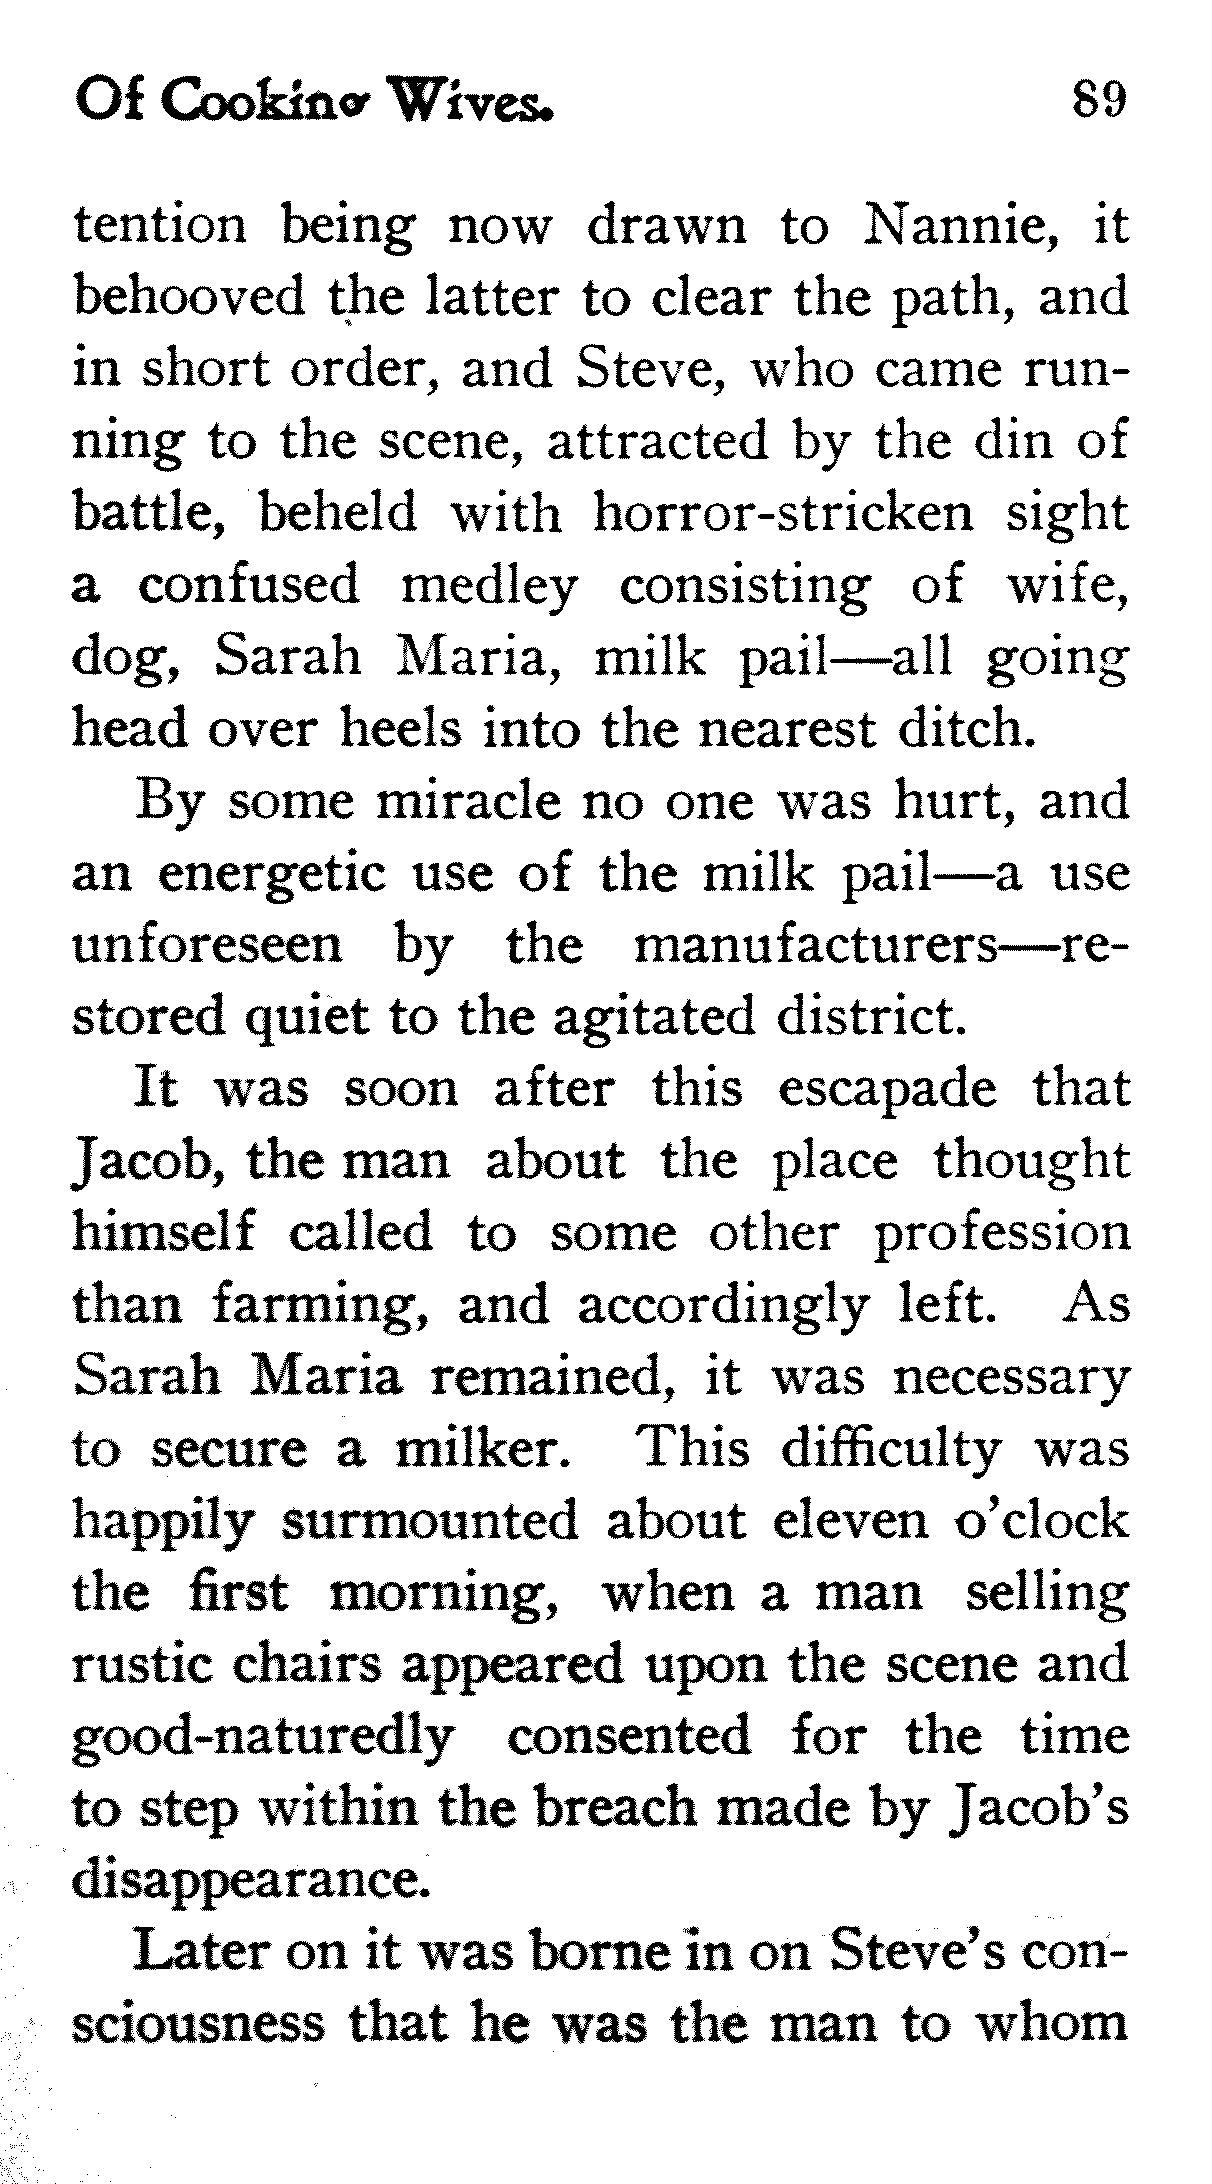 Of Cooking Wives. 89
tention being now drawn to Nannie, it
behooved the latter to clear the path, and
in short order, and Steve, who came run-
ning to the scene, attracted by the din of
battle, beheld with horror-stricken sight
a confused medley consisting of wife,
dog, Sarah Maria, milk pail—all going
head over heels into the nearest ditch.
By some miracle no one was hurt, and
an energetic use of the milk pail—a use
unforeseen by the manufacturers—re-
stored quiet to the agitated district.
It was soon after this escapade that
Jacob, the man about the place thought
himself called to some other profession
than farming, and accordingly left. As
Sarah Maria remained, it was necessary
to secure a milker. This difficulty was
happily surmounted about eleven o'clock
the first morning, when a man selling
rustic chairs appeared upon the scene and
good-naturedly consented for the time
to step within the breach made by Jacob's
disappearance.
Later on it was borne in on Steve's con-
sciousness that he was the man to whom